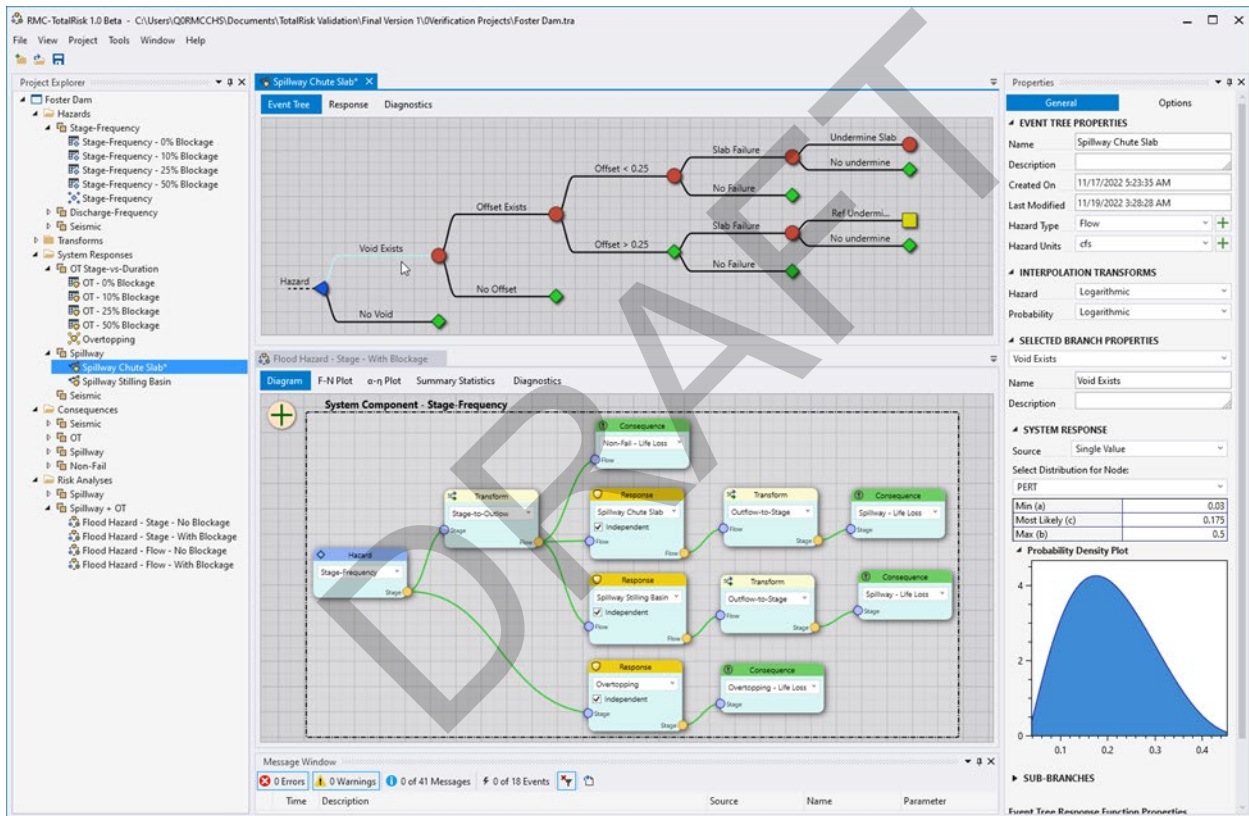 RMC-TotalRisk 1.0 Beta - C:\Users\Q0RMCCHS\Documents\TotalRisk Validation\Final Version 1\0Verification Projects\Foster Dam.tra
File View Project Tools Window Help
Project Explorer
Foster Dam
Hazards
Stage-Frequency
Stage-Frequency - 0% Blockage
Stage-Frequency - 10% Blockage
Stage-Frequency - 25% Blockage
Stage-Frequency - 50% Blockage
Stage-Frequency
Discharge-Frequency
Seismic
Transforms
System Responses
OT Stage-vs-Duration
OT - 0% Blockage
OT - 10% Blockage
OT - 25% Blockage
OT - 50% Blockage
Overtopping
Spillway
Spillway Chute Slab*
Spillway Stilling Basin
Seismic
Consequences
Seismic
OT
Spillway
Non-Fail
Risk Analyses
Spillway
Spillway + OT
Flood Hazard - Stage - No Blockage
Flood Hazard - Stage - With Blockage
Flood Hazard - Flow - No Blockage
Flood Hazard - Flow - With Blockage
Spillway Chute Slab*
Event Tree Response Diagnostics
Undermine Slab
Slab Failure
No undermine
Offset < 0.25
No Failure
Offset Exists
Ref Undermi...
Slab Failure
No undermine
Offset > 0.25
No Failure
Void Exists
No Offset
Hazard
No Void
Flood Hazard - Stage - With Blockage
Diagram F-N Plot α-η Plot Summary Statistics Diagnostics
System Component - Stage-Frequency
Consequence
Non-Fail - Life Loss
Flow
Transform
Stage-to-Outlow
Stage
Flow
Response
Spillway Chute Slab
Independent
Flow
Flow
Transform
Outflow-to-Stage
Flow
Stage
Consequence
Spillway - Life Loss
Stage
Hazard
Stage-Frequency
Stage
Response
Spillway Stilling Basin
Independent
Flow
Flow
Transform
Outflow-to-Stage
Flow
Stage
Consequence
Spillway - Life Loss
Stage
Response
Overtopping
Independent
Stage
Stage
Consequence
Overtopping - Life Loss
Stage
Message Window
0 Errors 0 Warnings 0 of 41 Messages 0 of 18 Events
Time Description Source Name Parameter
Properties
General Options
EVENT TREE PROPERTIES
Name Spillway Chute Slab
Description
Created On 11/17/2022 5:23:35 AM
Last Modified 11/19/2022 3:28:28 AM
Hazard Type Flow
Hazard Units cfs
INTERPOLATION TRANSFORMS
Hazard Logarithmic
Probability Logarithmic
SELECTED BRANCH PROPERTIES
Void Exists
Name Void Exists
Description
SYSTEM RESPONSE
Source Single Value
Select Distribution for Node:
PERT
Min (a) 0.03
Most Likely (c) 0.175
Max (b) 0.5
Probability Density Plot
4
2
0
0.1 0.2 0.3 0.4
SUB-BRANCHES
Event Tree Response Function Properties
DRAFT